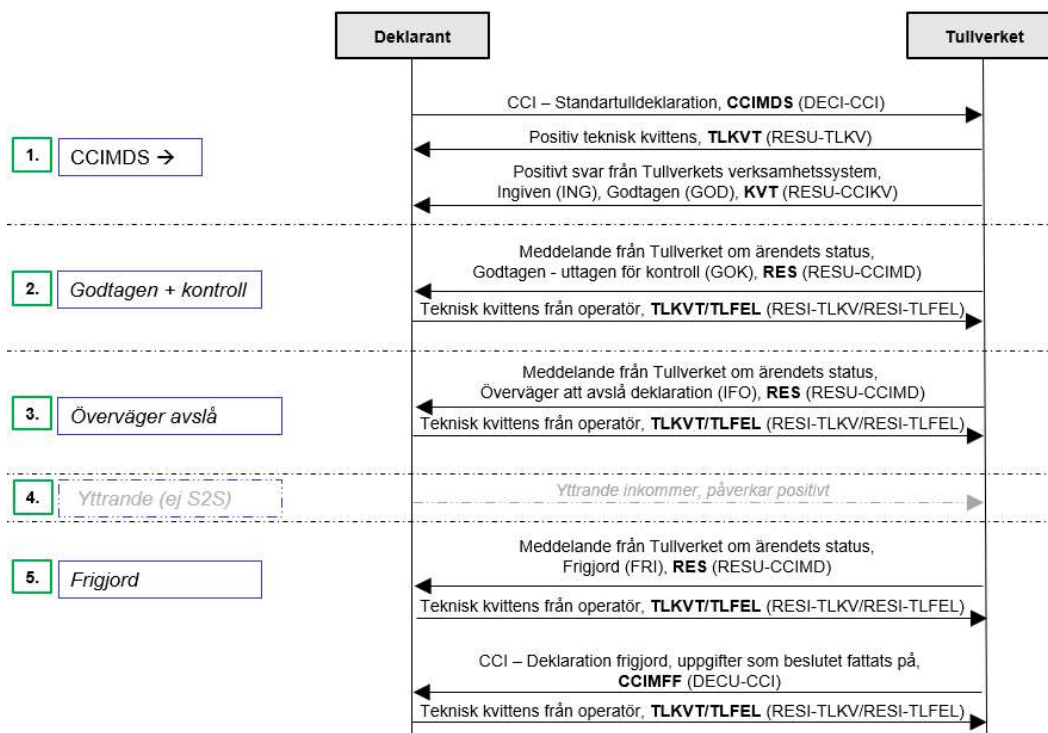 Deklarant
Tullverket
CCI – Standartulldeklaration, CCIMDS (DECI-CCI)
1.
CCIMDS →
Positiv teknisk kvittens, TLKVT (RESU-TLKV)
Positivt svar från Tullverkets verksamhetssystem,
Ingiven (ING), Godtagen (GOD), KVT (RESU-CCIKV)
2.
Godtagen + kontroll
Meddelande från Tullverket om ärendets status,
Godtagen - uttagen för kontroll (GOK), RES (RESU-CCIMD)
Teknisk kvittens från operatör, TLKVT/TLFEL (RESI-TLKV/RESI-TLFEL)
3.
Överväger avslå
Meddelande från Tullverket om ärendets status,
Överväger att avslå deklaration (IFO), RES (RESU-CCIMD)
Teknisk kvittens från operatör, TLKVT/TLFEL (RESI-TLKV/RESI-TLFEL)
4.
Yttrande (ej S2S)
Yttrande inkommer, påverkar positivt
5.
Frigjord
Meddelande från Tullverket om ärendets status,
Frigjord (FRI), RES (RESU-CCIMD)
Teknisk kvittens från operatör, TLKVT/TLFEL (RESI-TLKV/RESI-TLFEL)
CCI – Deklaration frigjord, uppgifter som beslutet fattats på,
CCIMFF (DECU-CCI)
Teknisk kvittens från operatör, TLKVT/TLFEL (RESI-TLKV/RESI-TLFEL)